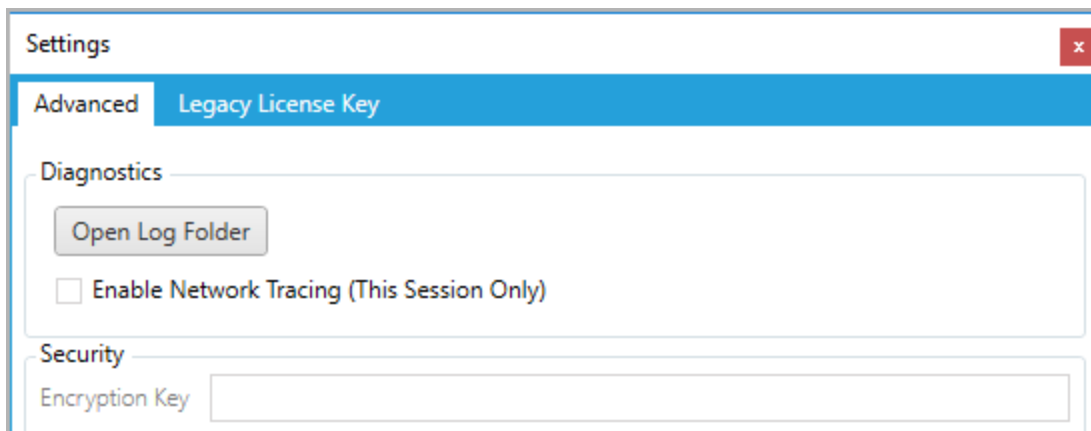 Settings
x
Advanced Legacy License Key
Diagnostics
Open Log Folder
Enable Network Tracing (This Session Only)
Security
Encryption Key